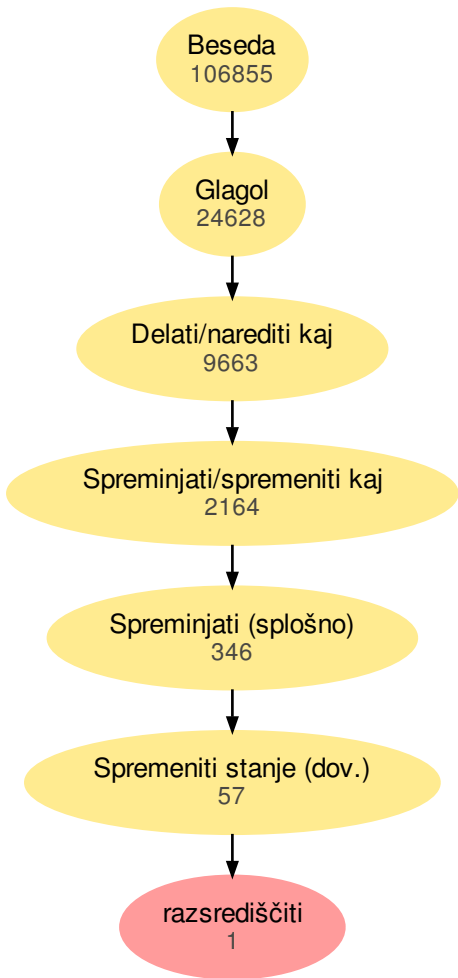 Beseda
106855
Glagol
24628
Delati/narediti kaj
9663
Spreminjati/spremeniti kaj
2164
Spreminjati (splošno)
346
Spremeniti stanje (dov.)
57
razsrediščiti
1